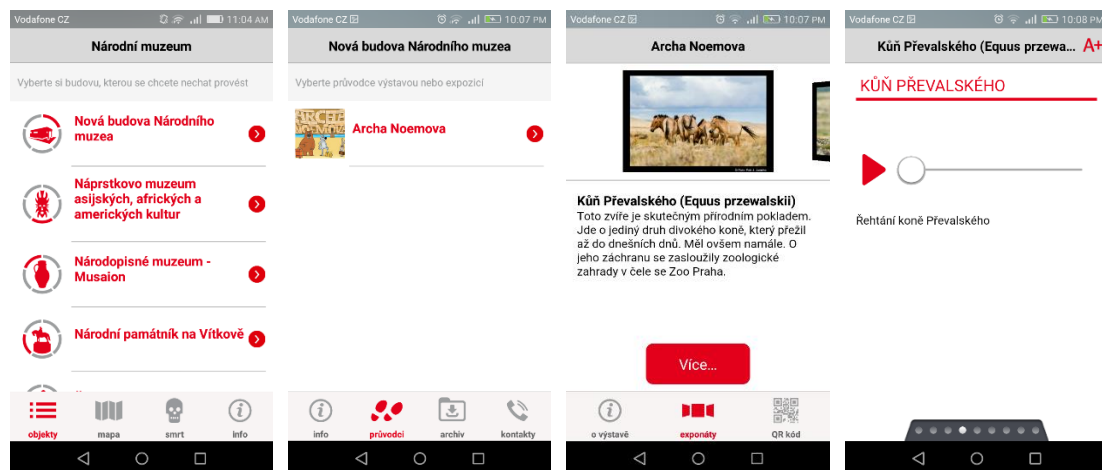 Vodafone CZ
11:04 AM
Národní muzeum
Vyberte si budovu, kterou se chcete nechat provést
Nová budova Národního
muzea
Náprstkovo muzeum
asijských, afrických a
amerických kultur
Národopisné muzeum -
Musaion
Národní památník na Vítkově
objekty
mapa
smrt
info
Vodafone CZ
10:07 PM
Nová budova Národního muzea
Vyberte průvodce výstavou nebo expozicí
ARCHA
NOEMOVA
Archa Noemova
info
průvodci
archiv
kontakty
Vodafone CZ
10:07 PM
Archa Noemova
Kůň Převalského (Equus przewalskii)
Toto zvíře je skutečným přírodním pokladem.
Jde o jediný druh divokého koně, který přežil
až do dnešních dnů. Měl ovšem namále. O
jeho záchranu se zasloužily zoologické
zahrady v čele se Zoo Praha.
Více...
o výstavě
exponáty
QR kód
Vodafone CZ
10:08 PM
Kůň Převalského (Equus przewa... A+
KŮŇ PŘEVALSKÉHO
Řehtání koně Převalského